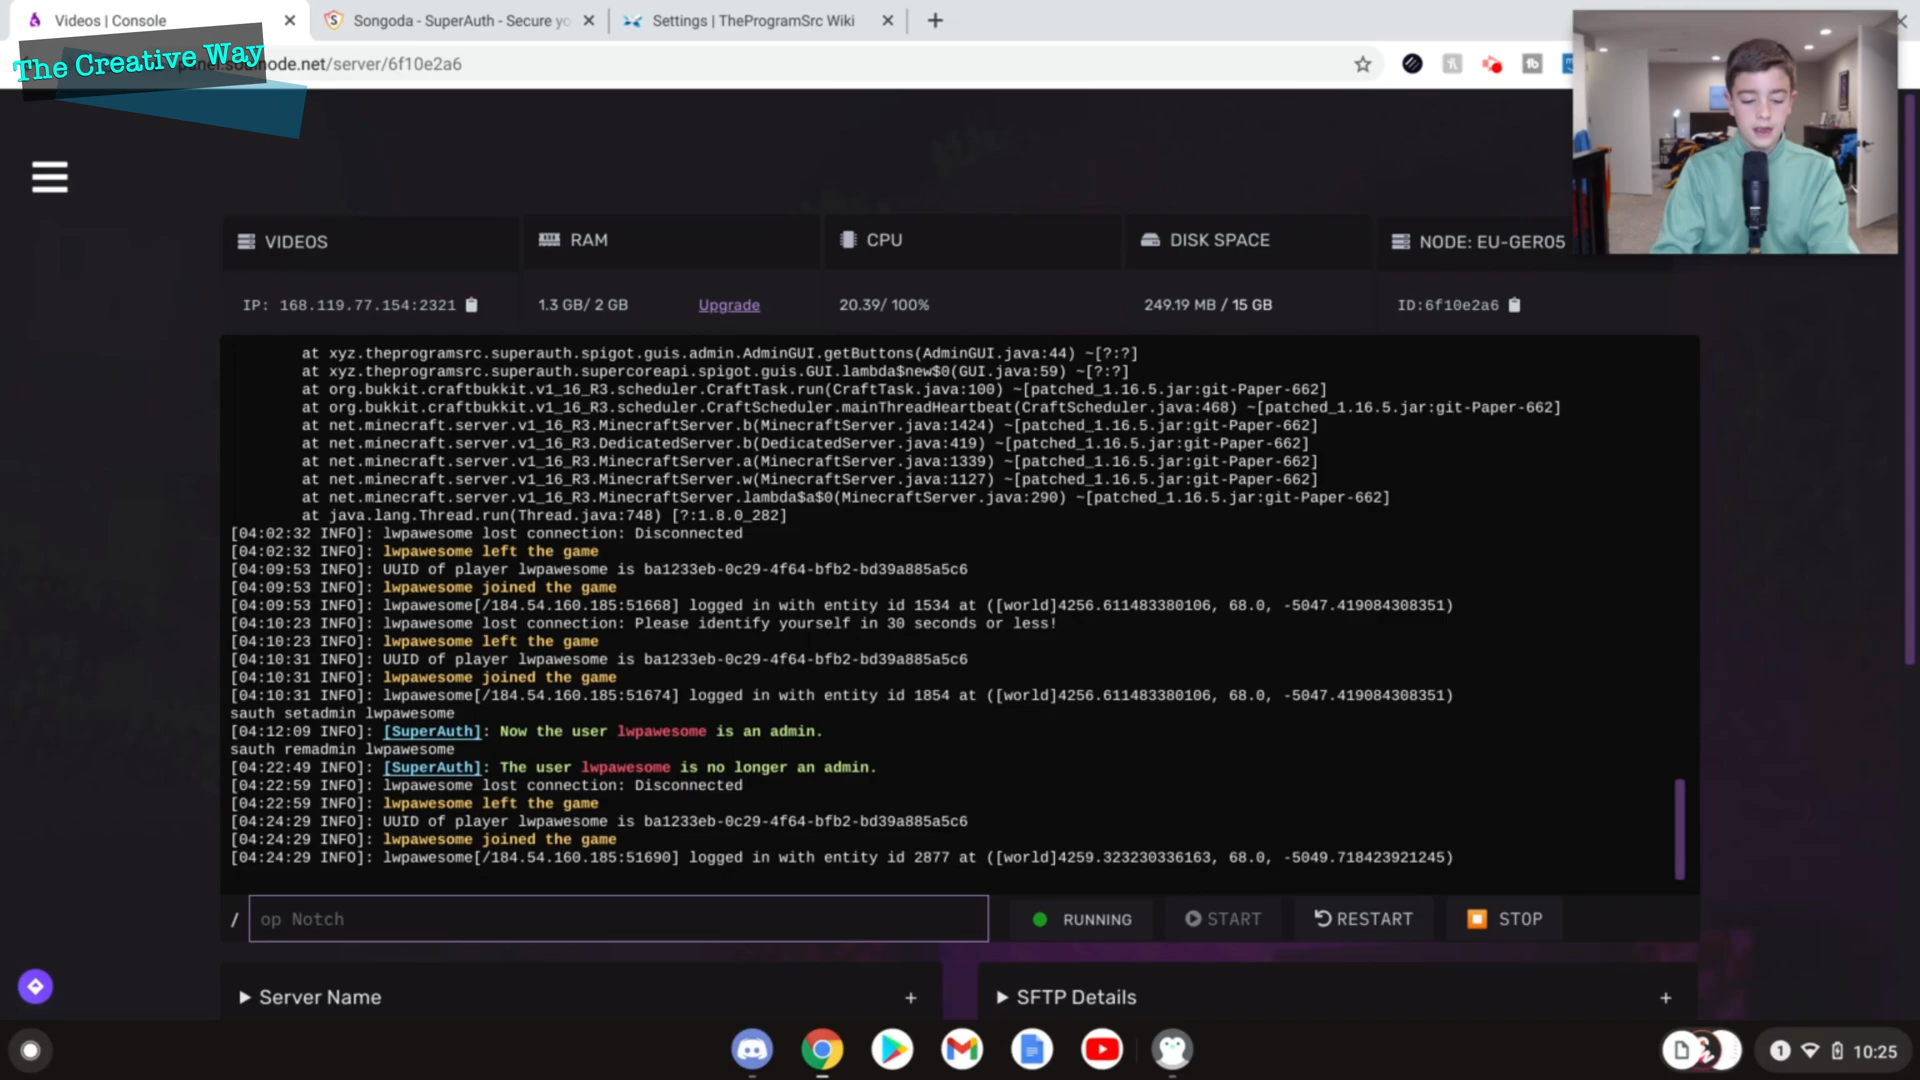 Videos | Console
Songoda - SuperAuth - Secure yo
Settings | TheProgramSrc Wiki
The Creative Way
node.net/server/6f10e2a6
VIDEOS
RAM
CPU
DISK SPACE
NODE: EU-GER05
IP: 168.119.77.154:2321
1.3 GB/ 2 GB
Upgrade
20.39/ 100%
249.19 MB / 15 GB
ID:6f10e2a6
at xyz.theprogramsrc.superauth.spigot.guis.admin.AdminGUI.getButtons(AdminGUI.java:44) ~[?:?]
at xyz.theprogramsrc.superauth.supercoreapi.spigot.guis.GUI.lambda$new$0(GUI.java:59) ~[?:?]
at org.bukkit.craftbukkit.v1_16_R3.scheduler.CraftTask.run(CraftTask.java:100) ~[patched_1.16.5.jar:git-Paper-662]
at org.bukkit.craftbukkit.v1_16_R3.scheduler.CraftScheduler.mainThreadHeartbeat(CraftScheduler.java:468) ~[patched_1.16.5.jar:git-Paper-662]
at net.minecraft.server.v1_16_R3.MinecraftServer.b(MinecraftServer.java:1424) ~[patched_1.16.5.jar:git-Paper-662]
at net.minecraft.server.v1_16_R3.DedicatedServer.b(DedicatedServer.java:419) ~[patched_1.16.5.jar:git-Paper-662]
at net.minecraft.server.v1_16_R3.MinecraftServer.a(MinecraftServer.java:1339) ~[patched_1.16.5.jar:git-Paper-662]
at net.minecraft.server.v1_16_R3.MinecraftServer.w(MinecraftServer.java:1127) ~[patched_1.16.5.jar:git-Paper-662]
at net.minecraft.server.v1_16_R3.MinecraftServer.lambda$a$0(MinecraftServer.java:290) ~[patched_1.16.5.jar:git-Paper-662]
at java.lang.Thread.run(Thread.java:748) [?:1.8.0_282]
[04:02:32 INFO]: lwpawesome lost connection: Disconnected
[04:02:32 INFO]: lwpawesome left the game
[04:09:53 INFO]: UUID of player lwpawesome is ba1233eb-0c29-4f64-bfb2-bd39a885a5c6
[04:09:53 INFO]: lwpawesome joined the game
[04:09:53 INFO]: lwpawesome[/184.54.160.185:51668] logged in with entity id 1534 at ([world]4256.611483380106, 68.0, -5047.419084308351)
[04:10:23 INFO]: lwpawesome lost connection: Please identify yourself in 30 seconds or less!
[04:10:23 INFO]: lwpawesome left the game
[04:10:31 INFO]: UUID of player lwpawesome is ba1233eb-0c29-4f64-bfb2-bd39a885a5c6
[04:10:31 INFO]: lwpawesome joined the game
[04:10:31 INFO]: lwpawesome[/184.54.160.185:51674] logged in with entity id 1854 at ([world]4256.611483380106, 68.0, -5047.419084308351)
sauth setadmin lwpawesome
[04:12:09 INFO]: [SuperAuth]: Now the user lwpawesome is an admin.
sauth remadmin lwpawesome
[04:22:49 INFO]: [SuperAuth]: The user lwpawesome is no longer an admin.
[04:22:59 INFO]: lwpawesome lost connection: Disconnected
[04:22:59 INFO]: lwpawesome left the game
[04:24:29 INFO]: UUID of player lwpawesome is ba1233eb-0c29-4f64-bfb2-bd39a885a5c6
[04:24:29 INFO]: lwpawesome joined the game
[04:24:29 INFO]: lwpawesome[/184.54.160.185:51690] logged in with entity id 2877 at ([world]4259.323230336163, 68.0, -5049.718423921245)
/ op Notch
RUNNING
START
RESTART
STOP
Server Name
+
SFTP Details
+
1
10:25